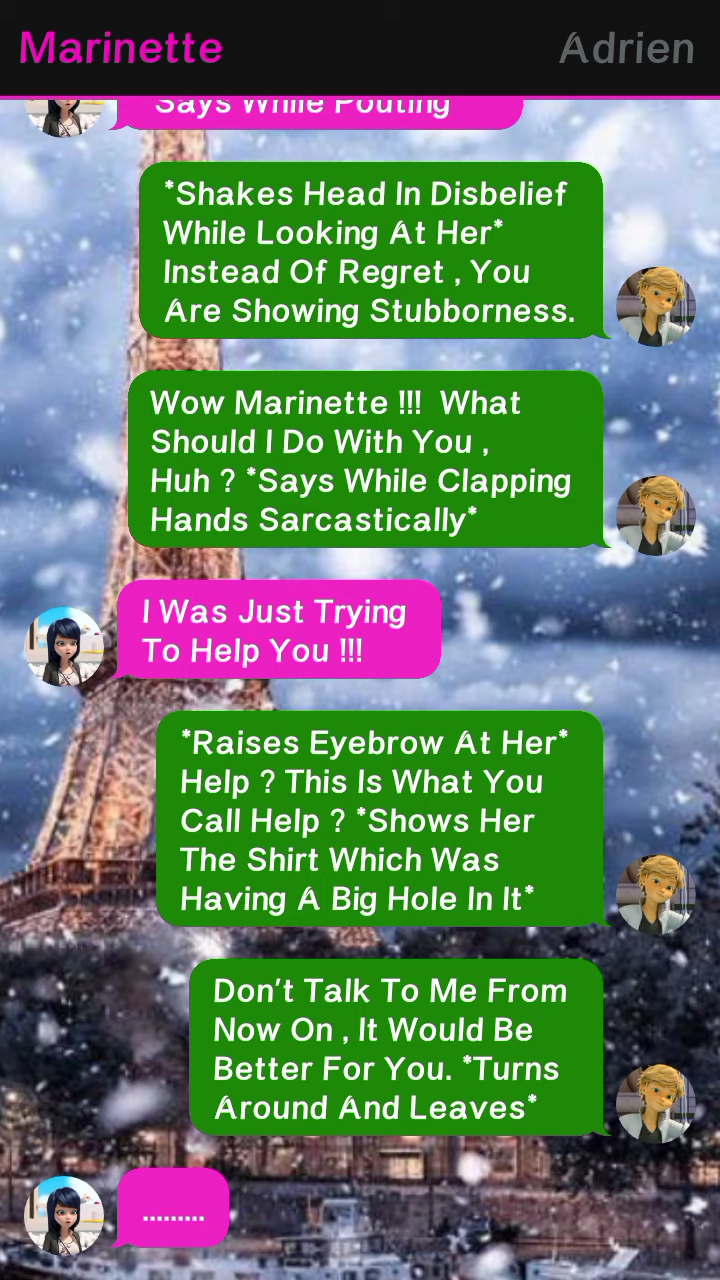 Marinette
Adrien
Says While Pouting
*Shakes Head In Disbelief
While Looking At Her*
Instead Of Regret , You
Are Showing Stubborness.
Wow Marinette !!!  What
Should I Do With You ,
Huh ? *Says While Clapping
Hands Sarcastically*
I Was Just Trying
To Help You !!!
*Raises Eyebrow At Her*
Help ? This Is What You
Call Help ? *Shows Her
The Shirt Which Was
Having A Big Hole In It*
Don't Talk To Me From
Now On , It Would Be
Better For You. *Turns
Around And Leaves*
.........